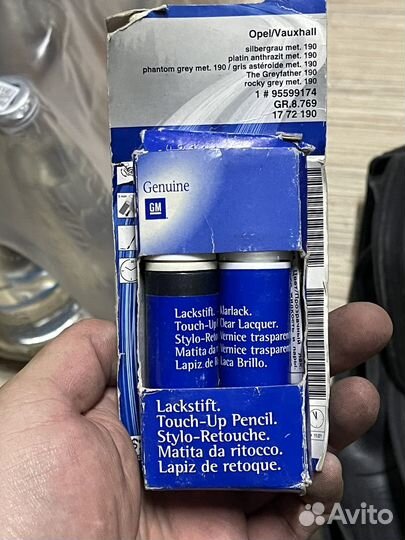 Opel/Vauxhall
silbergrau met. 190
platin anthrazit met. 190
phantom grey met. 190 / gris astéroïde met. 190
The Greyfather 190
rocky grey met. 190
1 # 95599174
GR.8.769
17 72 190
Genuine
GM
Lackstift.
Touch-Up
Stylo-Reto
Matita da
Lapiz de R
Klarlack.
Clear Lacquer.
Vernice trasparen
Vernice trasparen
Laca Brillo.
Lackstift.
Touch-Up Pencil.
Stylo-Retouche.
Matita da ritocco.
Lapiz de retoque.
Avito